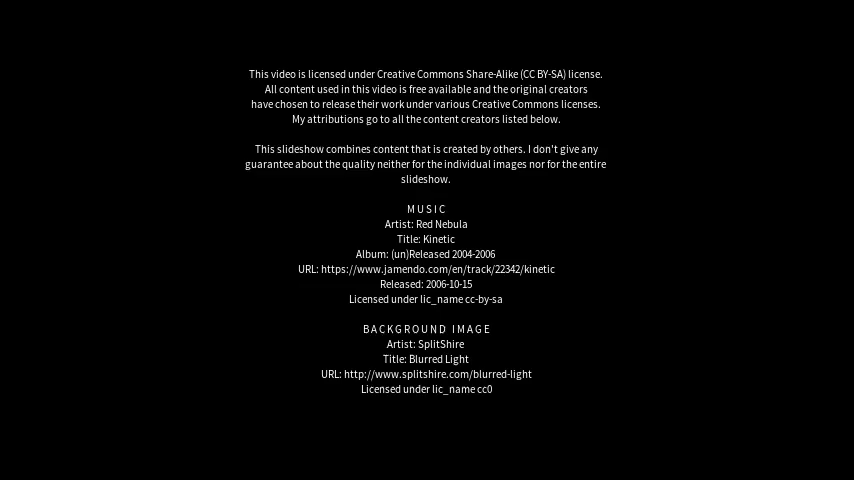 This video is licensed under Creative Commons Share-Alike (CC BY-SA) license.
All content used in this video is free available and the original creators
have chosen to release their work under various Creative Commons licenses.
My attributions go to all the content creators listed below.
This slideshow combines content that is created by others. I don't give any
guarantee about the quality neither for the individual images nor for the entire
slideshow.
MUSIC
Artist: Red Nebula
Title: Kinetic
Album: (un)Released 2004-2006
URL: https://www.jamendo.com/en/track/22342/kinetic
Released: 2006-10-15
Licensed under lic_name cc-by-sa
BACKGROUND IMAGE
Artist: SplitShire
Title: Blurred Light
URL: http://www.splitshire.com/blurred-light
Licensed under lic_name cc0